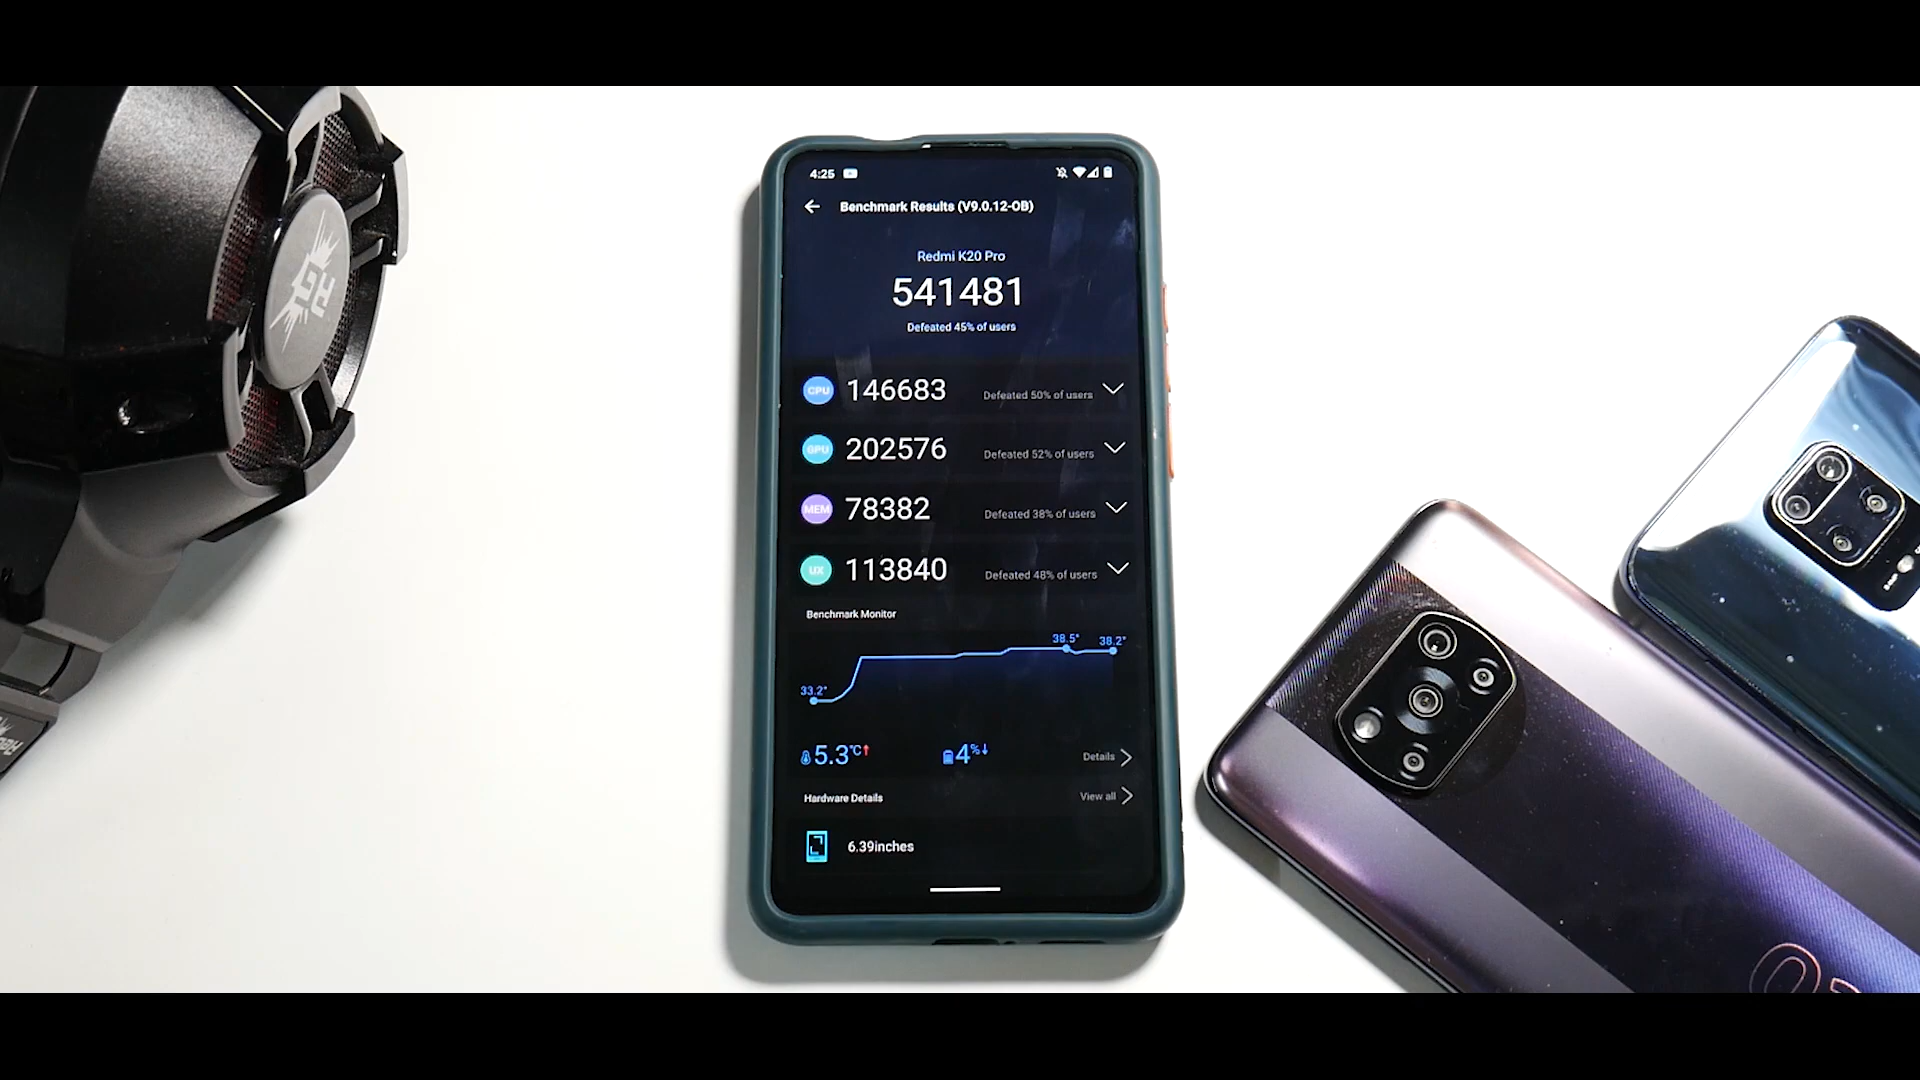 4:25
Benchmark Results (V9.0.12-OB)
Redmi K20 Pro
541481
Defeated 45% of users
CPU 146683 Defeated 50% of users
GPU 202576 Defeated 52% of users
MEM 78382 Defeated 38% of users
UX 113840 Defeated 48% of users
Benchmark Monitor
38.5° 38.2°
33.2°
5.3°C↑ 4%↓ Details
Hardware Details View all
6.39inches